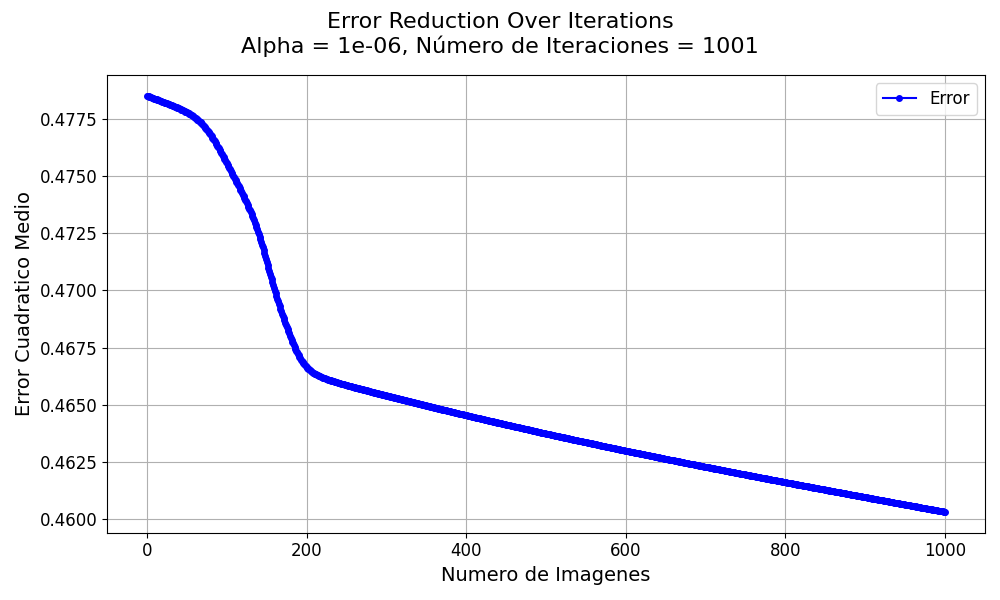 Error Reduction Over Iterations
Alpha = 1e-06, Número de Iteraciones = 1001
Error
0.4775
0.4750
0.4725
0.4700
0.4675
0.4650
0.4625
0.4600
Error Cuadratico Medio
0 200 400 600 800 1000
Numero de Imagenes